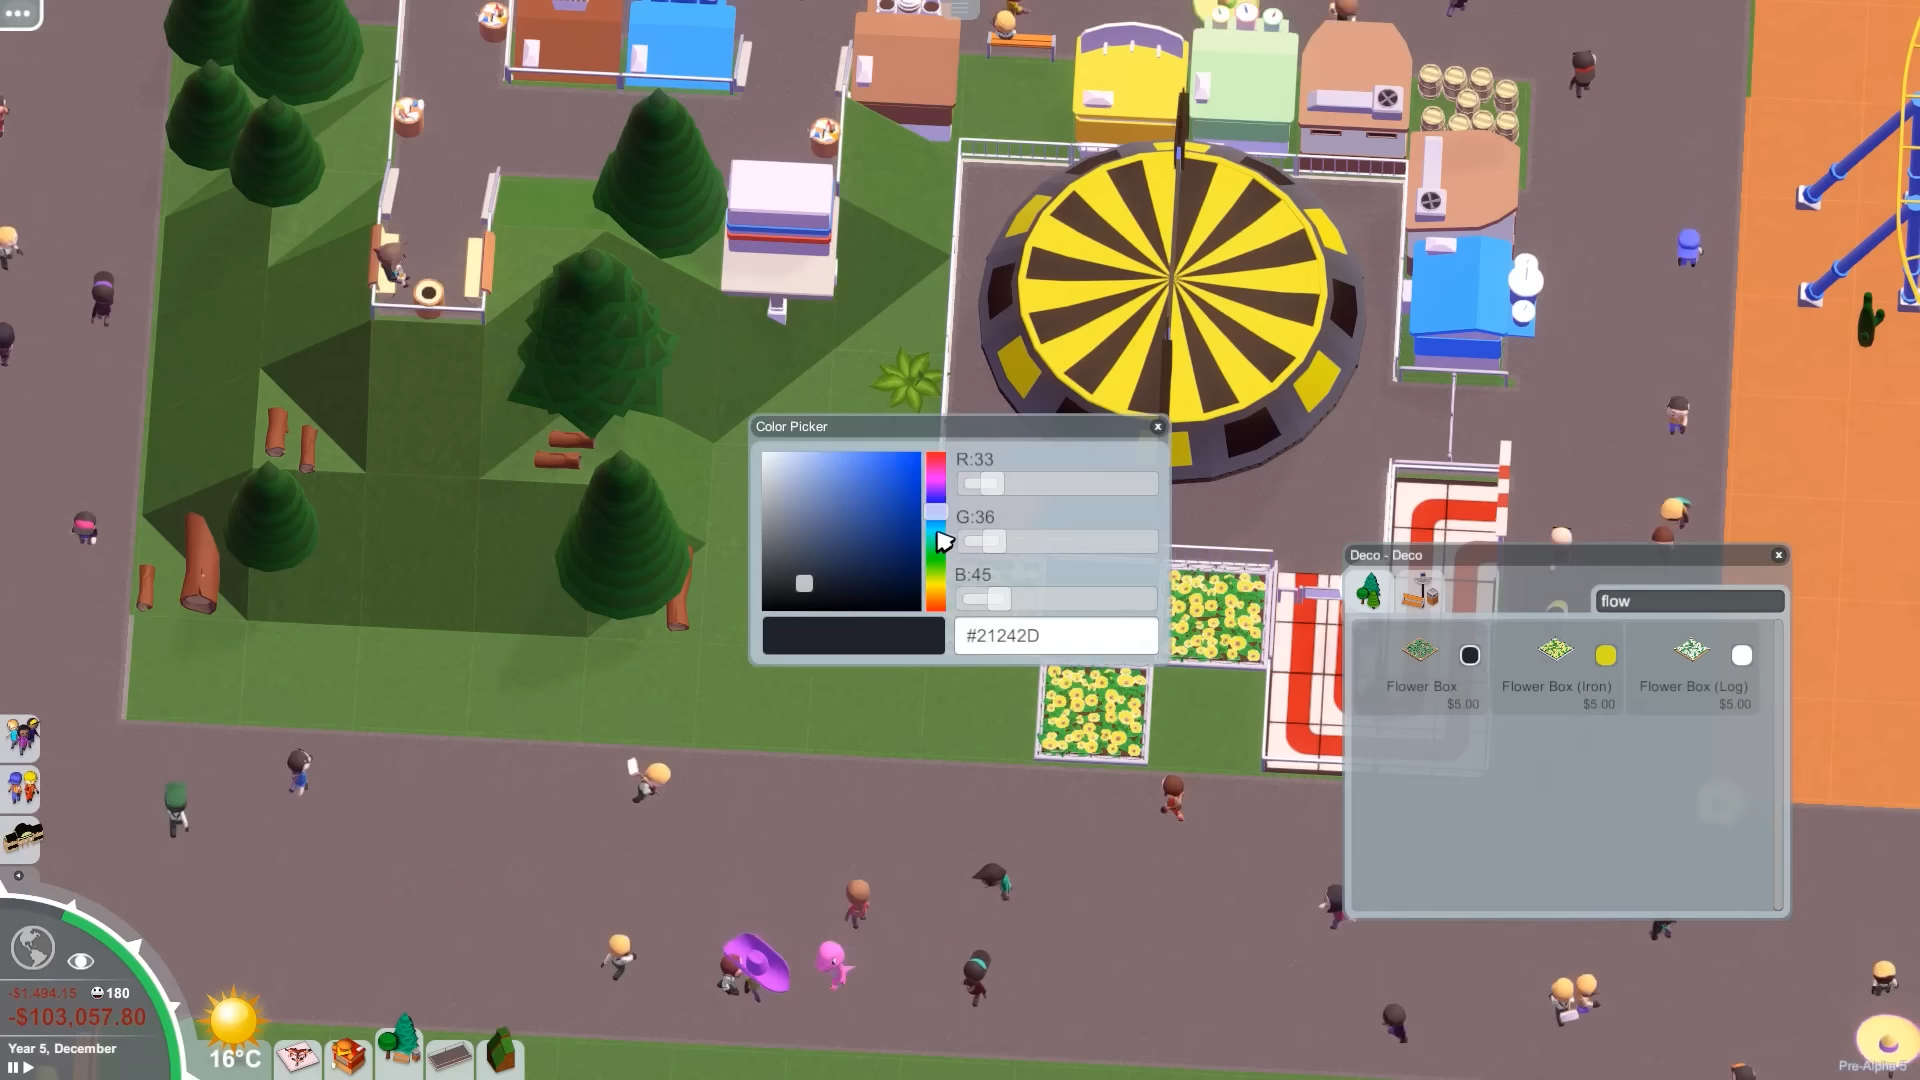 Color Picker
x
R:33
G:36
B:45
#21242D
Deco - Deco
x
flow
Flower Box
$5.00
Flower Box (Iron)
$5.00
Flower Box (Log)
$5.00
-$1,494.15
180
-$103,057.80
Year 5, December
16°C
Pre-Alpha 5